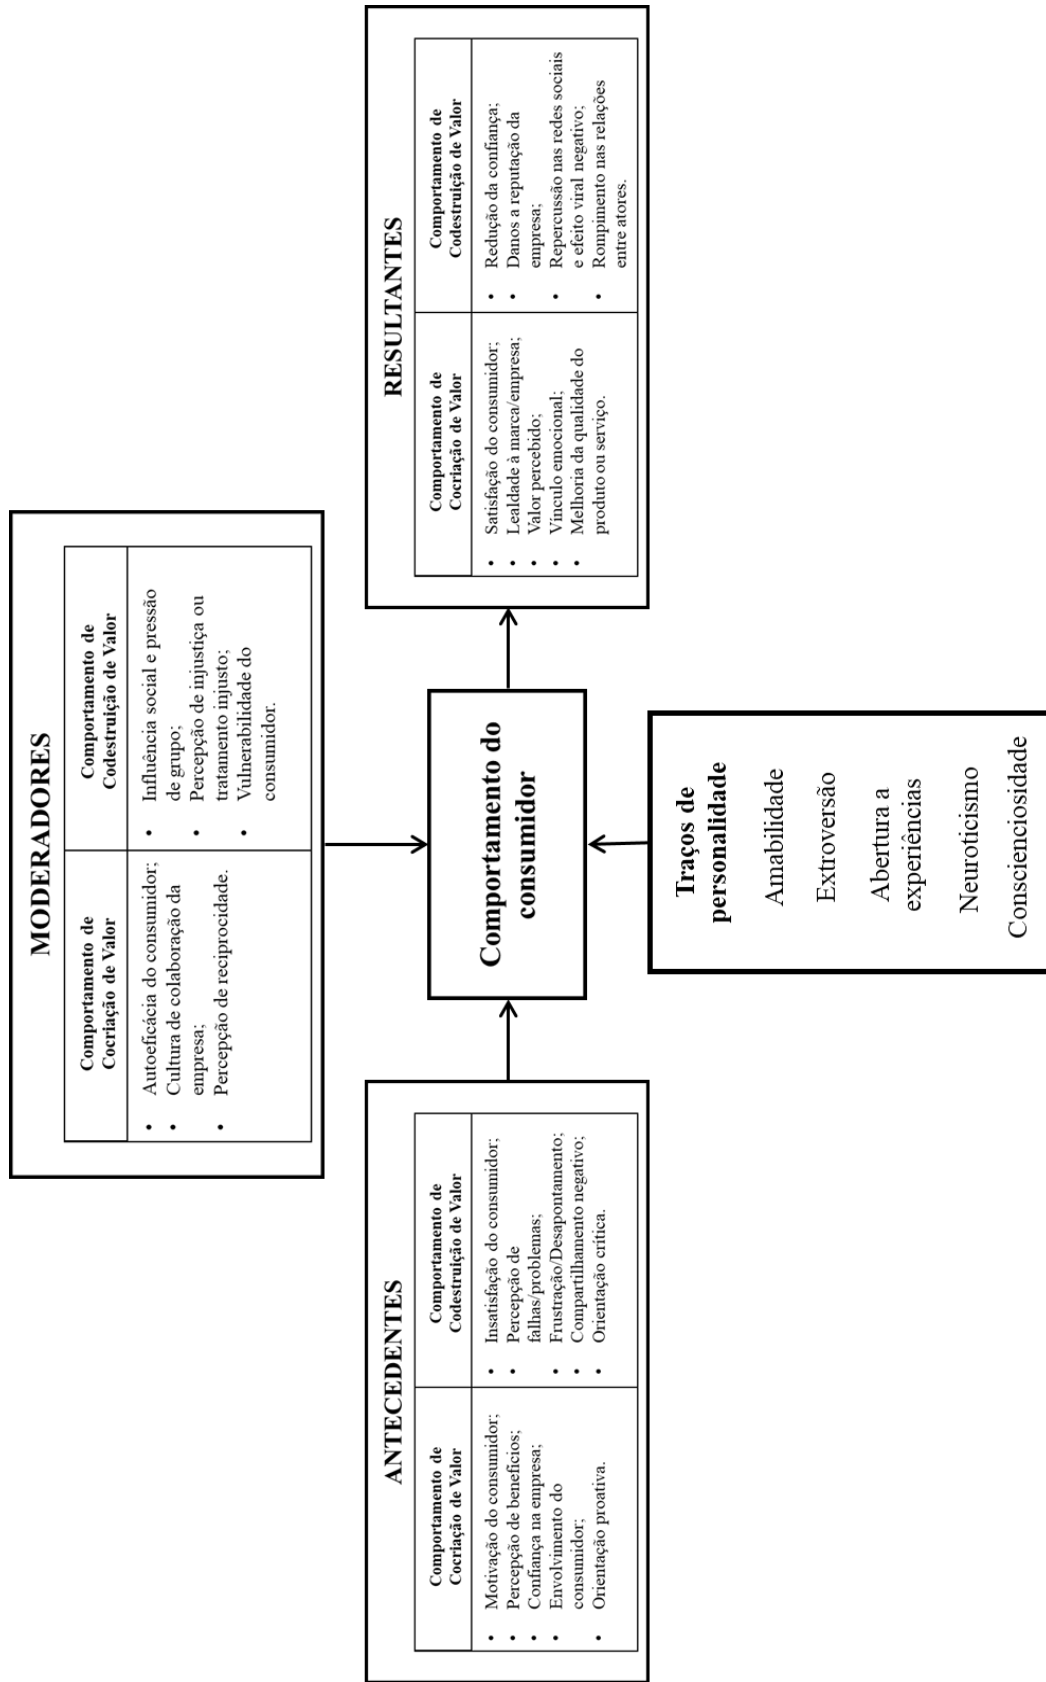 MODERADORES
Comportamento de
Cocriação de Valor
• Autoeficácia do consumidor;
• Cultura de colaboração da
empresa;
• Percepção de reciprocidade.
Comportamento de
Codestruição de Valor
• Influência social e pressão
de grupo;
• Percepção de injustiça ou
tratamento injusto;
• Vulnerabilidade do
consumidor.
ANTECEDENTES
Comportamento de
Cocriação de Valor
• Motivação do consumidor;
• Percepção de benefícios;
• Confiança na empresa;
• Envolvimento do
consumidor;
• Orientação proativa.
Comportamento de
Codestruição de Valor
• Insatisfação do consumidor;
• Percepção de
falhas/problemas;
• Frustração/Desapontamento;
• Compartilhamento negativo;
• Orientação crítica.
Comportamento do
consumidor
RESULTANTES
Comportamento de
Cocriação de Valor
• Satisfação do consumidor;
• Lealdade à marca/empresa;
• Valor percebido;
• Vínculo emocional;
• Melhoria da qualidade do
produto ou serviço.
Comportamento de
Codestruição de Valor
• Redução da confiança;
• Danos a reputação da
empresa;
• Repercussão nas redes sociais
e efeito viral negativo;
• Rompimento nas relações
entre atores.
Traços de
personalidade
Amabilidade
Extroversão
Abertura a
experiências
Neuroticismo
Conscienciosidade